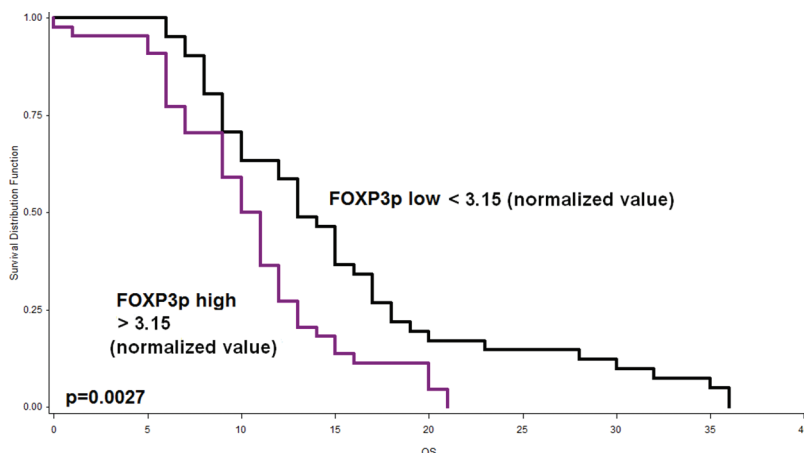 1.00
0.75
0.50
0.25
0.00
Survival Distribution Function
FOXP3p low < 3.15 (normalized value)
FOXP3p high
> 3.15
(normalized value)
p=0.0027
0 5 10 15 20 25 30 35